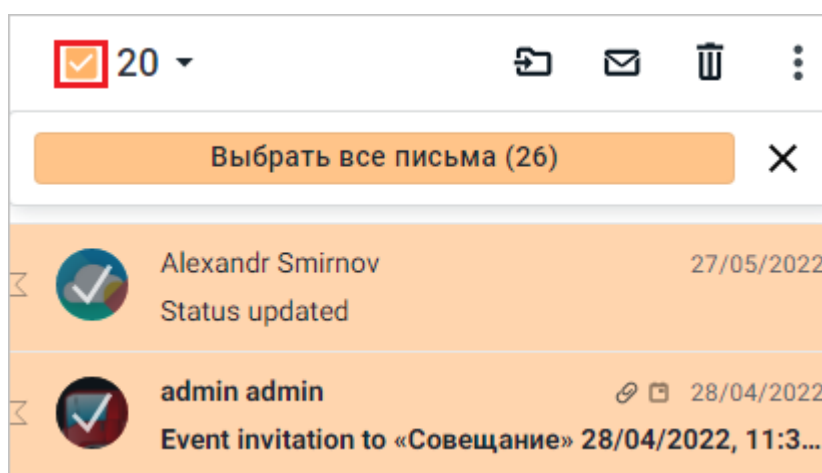 20
Выбрать все письма (26)
Alexandr Smirnov 27/05/2022
Status updated
admin admin 28/04/2022
Event invitation to «Совещание» 28/04/2022, 11:3...